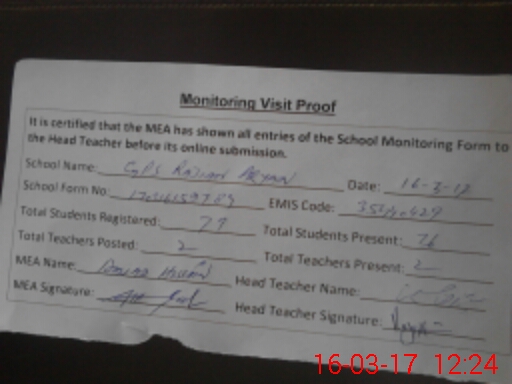 Monitoring Visit Proof
It is certified that the MEA has shown all entries of the School Monitoring Form to
the Head Teacher before its online submission.
School Name: GPS Date: 16-3-17
School Form No: EMIS Code:
Total Students Registered: 79 Total Students Present: 76
Total Teachers Posted: 2 Total Teachers Present: 2
MEA Name: Head Teacher Name:
MEA Signature: Head Teacher Signature:
16-03-17 12:24